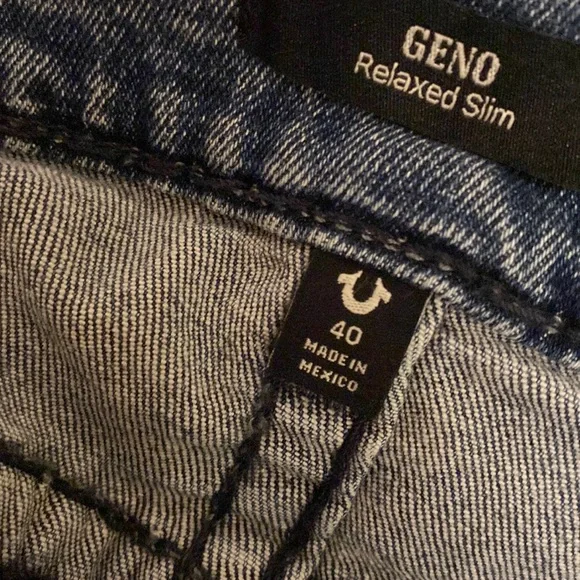 GENO
Relaxed Slim
40
MADE IN
MEXICO